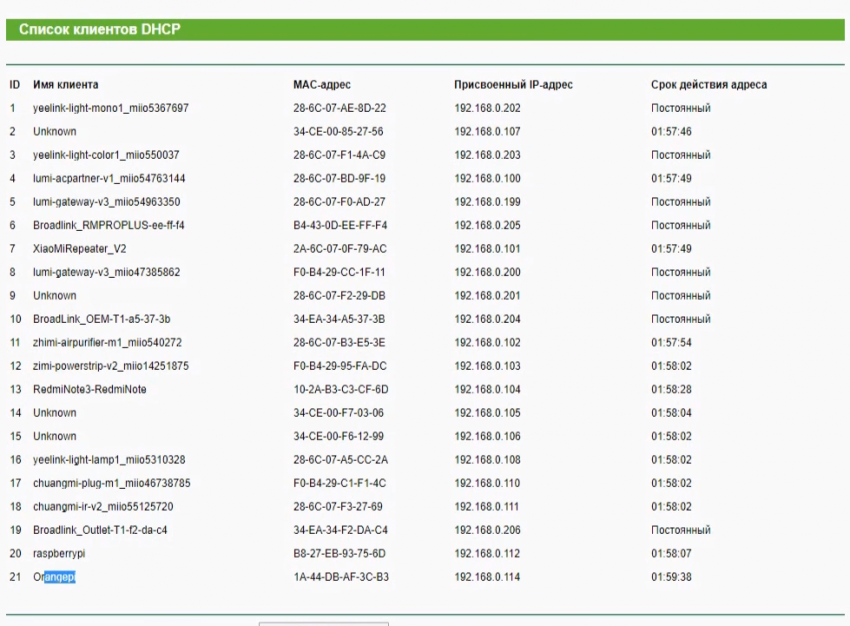 Список клиентов DHCP
ID Имя клиента MAC-адрес Присвоенный IP-адрес Срок действия адреса
1 yeelink-light-mono1_miio5367697 28-6C-07-AE-8D-22 192.168.0.202 Постоянный
2 Unknown 34-CE-00-85-27-56 192.168.0.107 01:57:46
3 yeelink-light-color1_miio550037 28-6C-07-F1-4A-C9 192.168.0.203 Постоянный
4 lumi-acpartner-v1_miio54763144 28-6C-07-BD-9F-19 192.168.0.100 01:57:49
5 lumi-gateway-v3_miio54963350 28-6C-07-F0-AD-27 192.168.0.199 Постоянный
6 Broadlink_RMPROPLUS-ee-ff-f4 B4-43-0D-EE-FF-F4 192.168.0.205 Постоянный
7 XiaoMiRepeater_V2 2A-6C-07-0F-79-AC 192.168.0.101 01:57:49
8 lumi-gateway-v3_miio47385862 F0-B4-29-CC-1F-11 192.168.0.200 Постоянный
9 Unknown 28-6C-07-F2-29-DB 192.168.0.201 Постоянный
10 BroadLink_OEM-T1-a5-37-3b 34-EA-34-A5-37-3B 192.168.0.204 Постоянный
11 zhimi-airpurifier-m1_miio540272 28-6C-07-B3-E5-3E 192.168.0.102 01:57:54
12 zimi-powerstrip-v2_miio14251875 F0-B4-29-95-FA-DC 192.168.0.103 01:58:02
13 RedmiNote3-RedmiNote 10-2A-B3-C3-CF-6D 192.168.0.104 01:58:28
14 Unknown 34-CE-00-F7-03-06 192.168.0.105 01:58:04
15 Unknown 34-CE-00-F6-12-99 192.168.0.106 01:58:02
16 yeelink-light-lamp1_miio5310328 28-6C-07-A5-CC-2A 192.168.0.108 01:58:02
17 chuangmi-plug-m1_miio46738785 F0-B4-29-C1-F1-4C 192.168.0.110 01:58:02
18 chuangmi-ir-v2_miio55125720 28-6C-07-F3-27-69 192.168.0.111 01:58:02
19 Broadlink_Outlet-T1-f2-da-c4 34-EA-34-F2-DA-C4 192.168.0.206 Постоянный
20 raspberrypi B8-27-EB-93-75-6D 192.168.0.112 01:58:07
21 Orangepi 1A-44-DB-AF-3C-B3 192.168.0.114 01:59:38